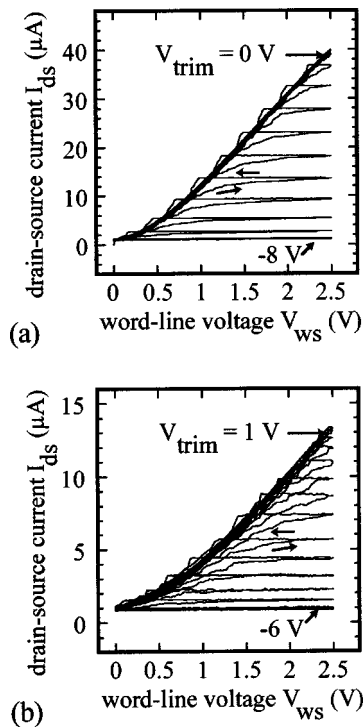 drain-source current I_ds (μA)
40
30
20
10
0
V_trim = 0 V
-8 V
0 0.5 1 1.5 2 2.5
word-line voltage V_ws (V)
(a)
drain-source current I_ds (μA)
15
10
5
0
V_trim = 1 V
-6 V
0 0.5 1 1.5 2 2.5
word-line voltage V_ws (V)
(b)